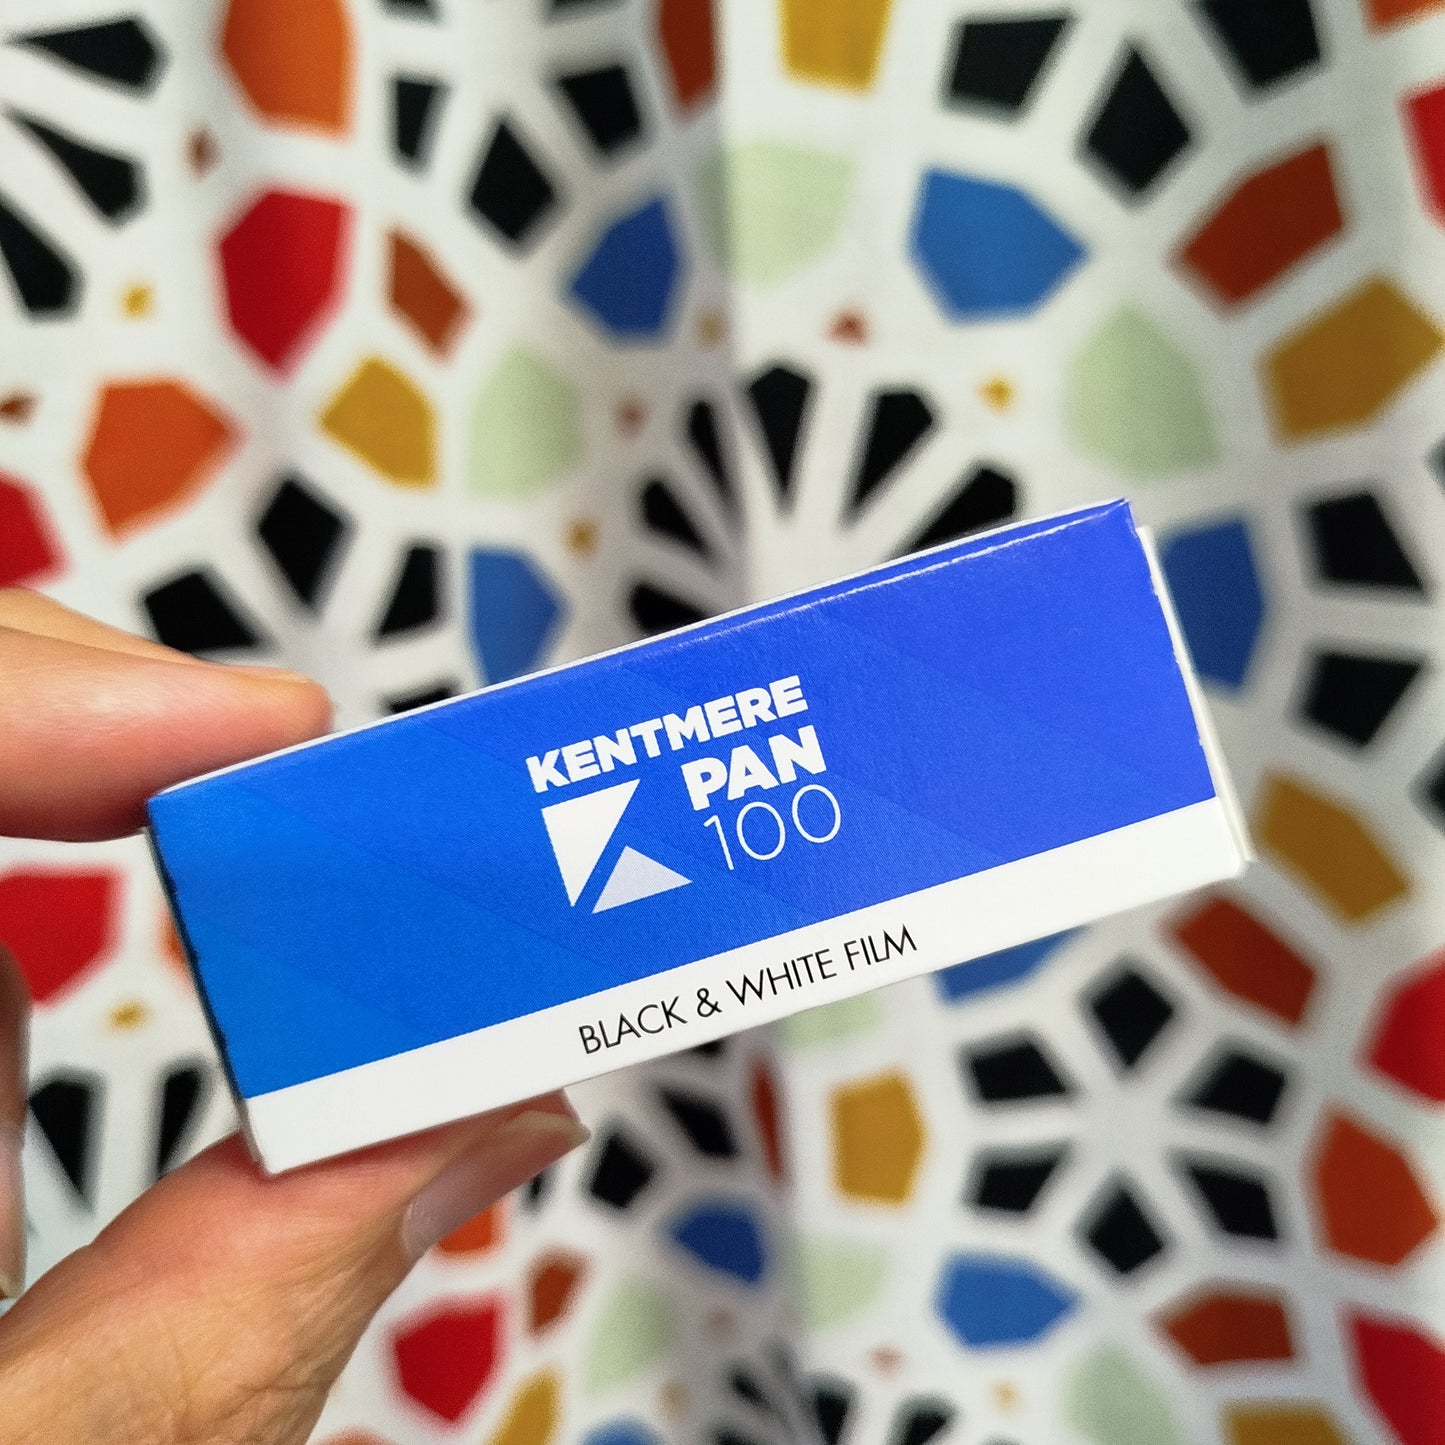 KENTMERE
PAN
100
BLACK & WHITE FILM